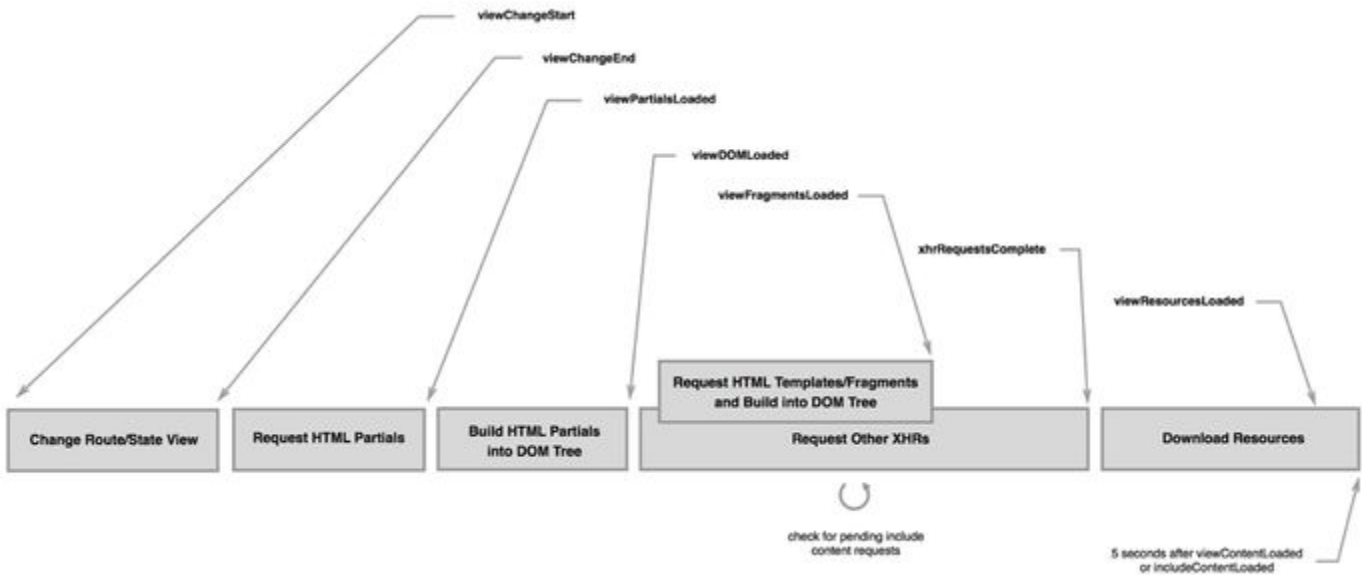 viewChangeStart
viewChangeEnd
viewPartialsLoaded
viewDOMLoaded
viewFragmentsLoaded
xhrRequestsComplete
viewResourcesLoaded
Request HTML Templates/Fragments
and Build into DOM Tree
Change Route/State View
Request HTML Partials
Build HTML Partials
into DOM Tree
Request Other XHRs
Download Resources
check for pending include
content requests
5 seconds after viewContentLoaded
or includeContentLoaded